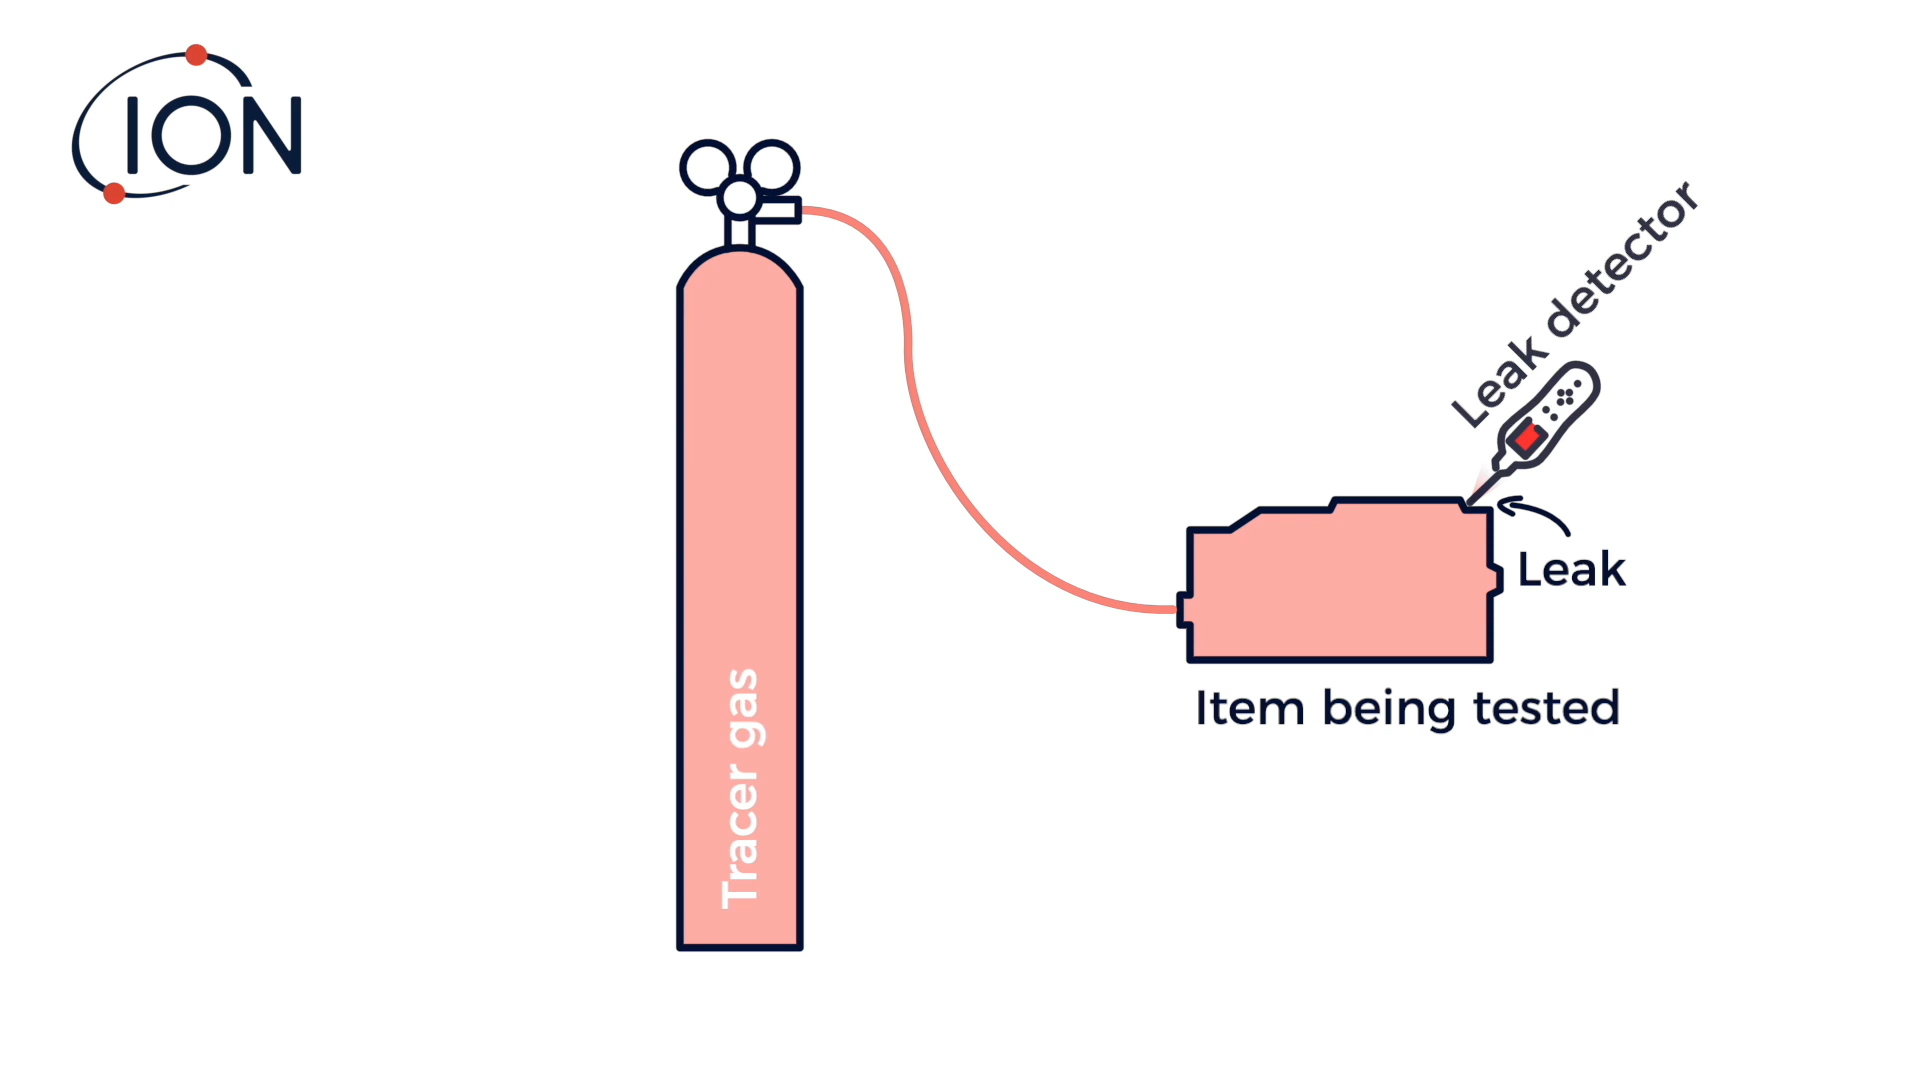 ION
Leak detector
Leak
Item being tested
Tracer gas